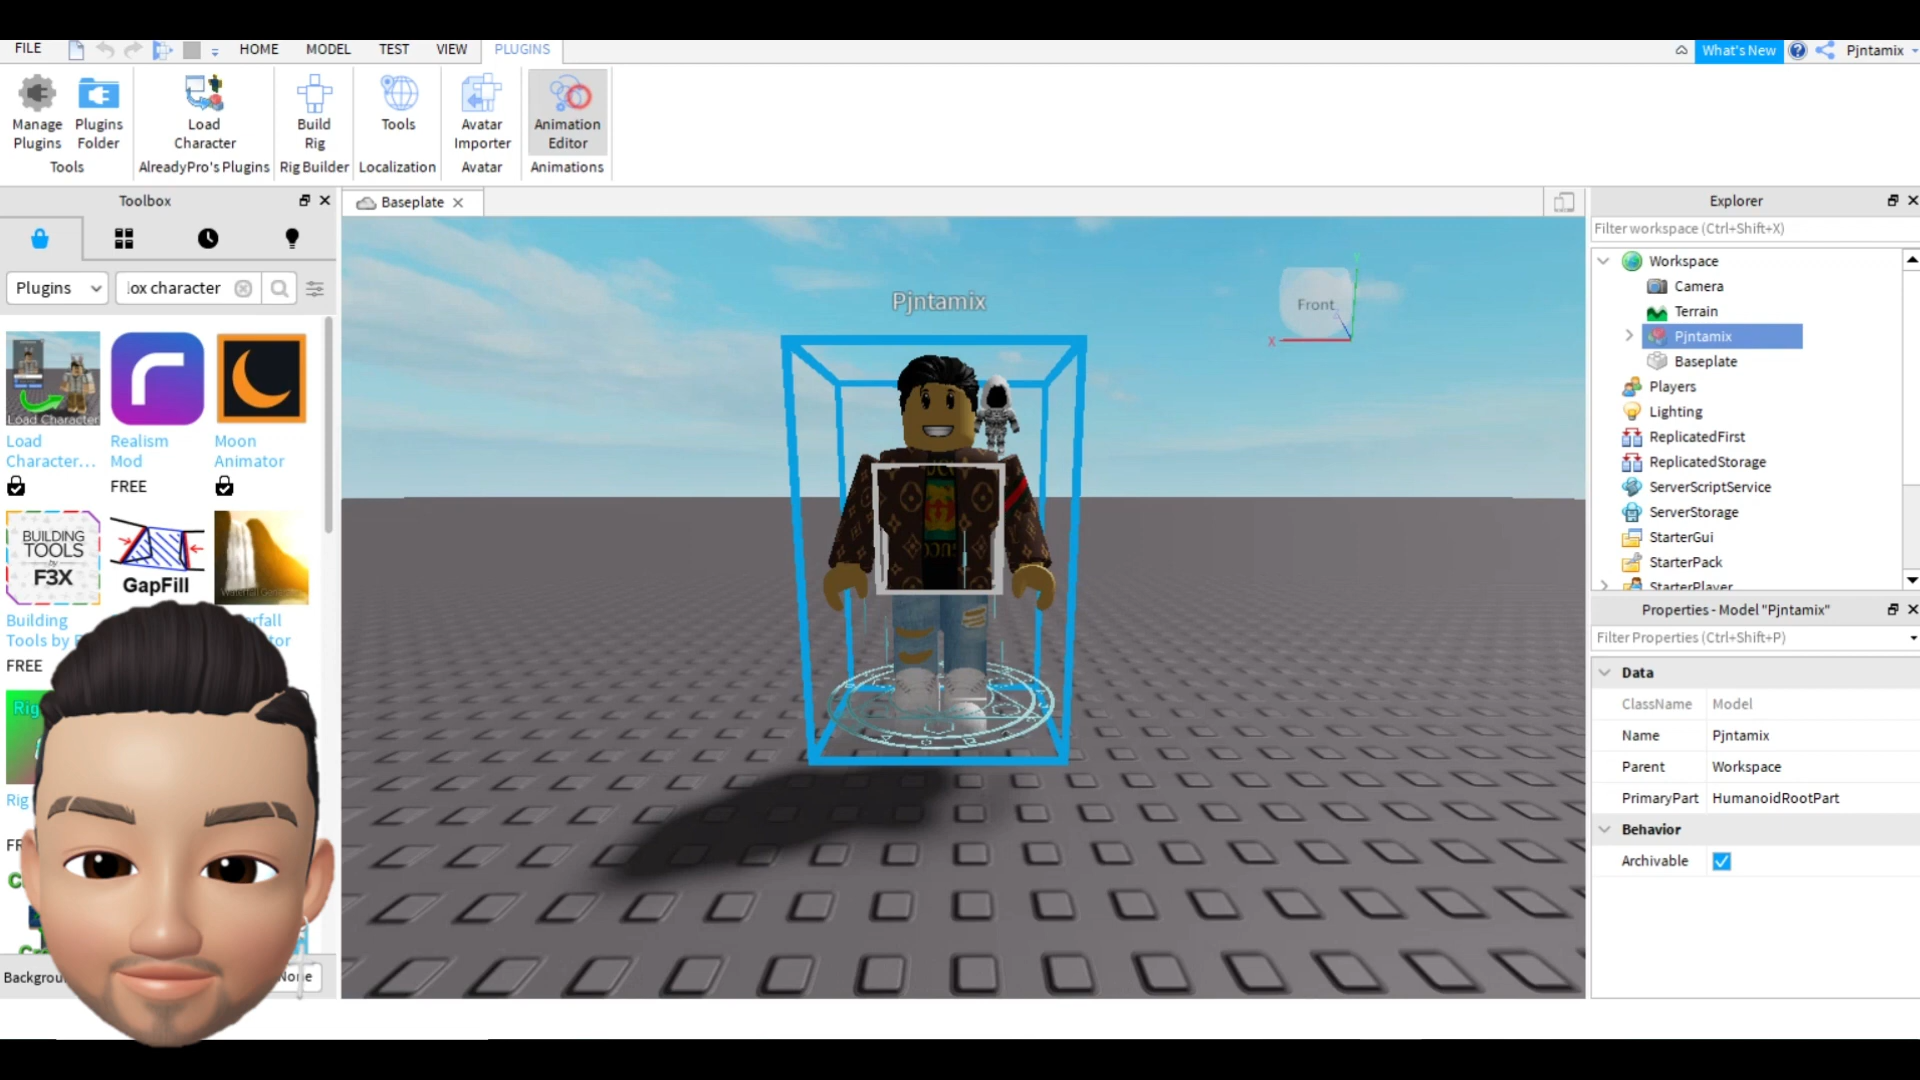 FILE HOME MODEL TEST VIEW PLUGINS What's New Pjntamix
Manage Plugins
Plugins Folder
Load Character
Build Rig
Tools
Avatar Importer
Animation Editor
Tools AlreadyPro's Plugins Rig Builder Localization Avatar Animations
Toolbox
Baseplate
Explorer
Plugins
ox character
Filter workspace (Ctrl+Shift+X)
Load Character
Load Character...
Realism Mod
FREE
Moon Animator
BUILDING TOOLS by F3X
GapFill
Building
Tools by
FREE
Rig
Rig
None
Pjntamix
Front
X
Workspace
Camera
Terrain
Pjntamix
Baseplate
Players
Lighting
ReplicatedFirst
ReplicatedStorage
ServerScriptService
ServerStorage
StarterGui
StarterPack
StarterPlayer
Properties - Model "Pjntamix"
Filter Properties (Ctrl+Shift+P)
Data
ClassName Model
Name Pjntamix
Parent Workspace
PrimaryPart HumanoidRootPart
Behavior
Archivable